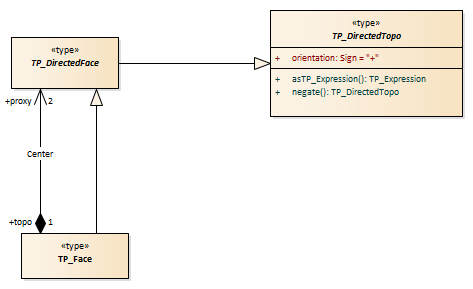 «type»
TP_DirectedTopo
+ orientation: Sign = "+"
+ asTP_Expression(): TP_Expression
+ negate(): TP_DirectedTopo
«type»
TP_DirectedFace
+proxy 2
Center
+topo 1
«type»
TP_Face